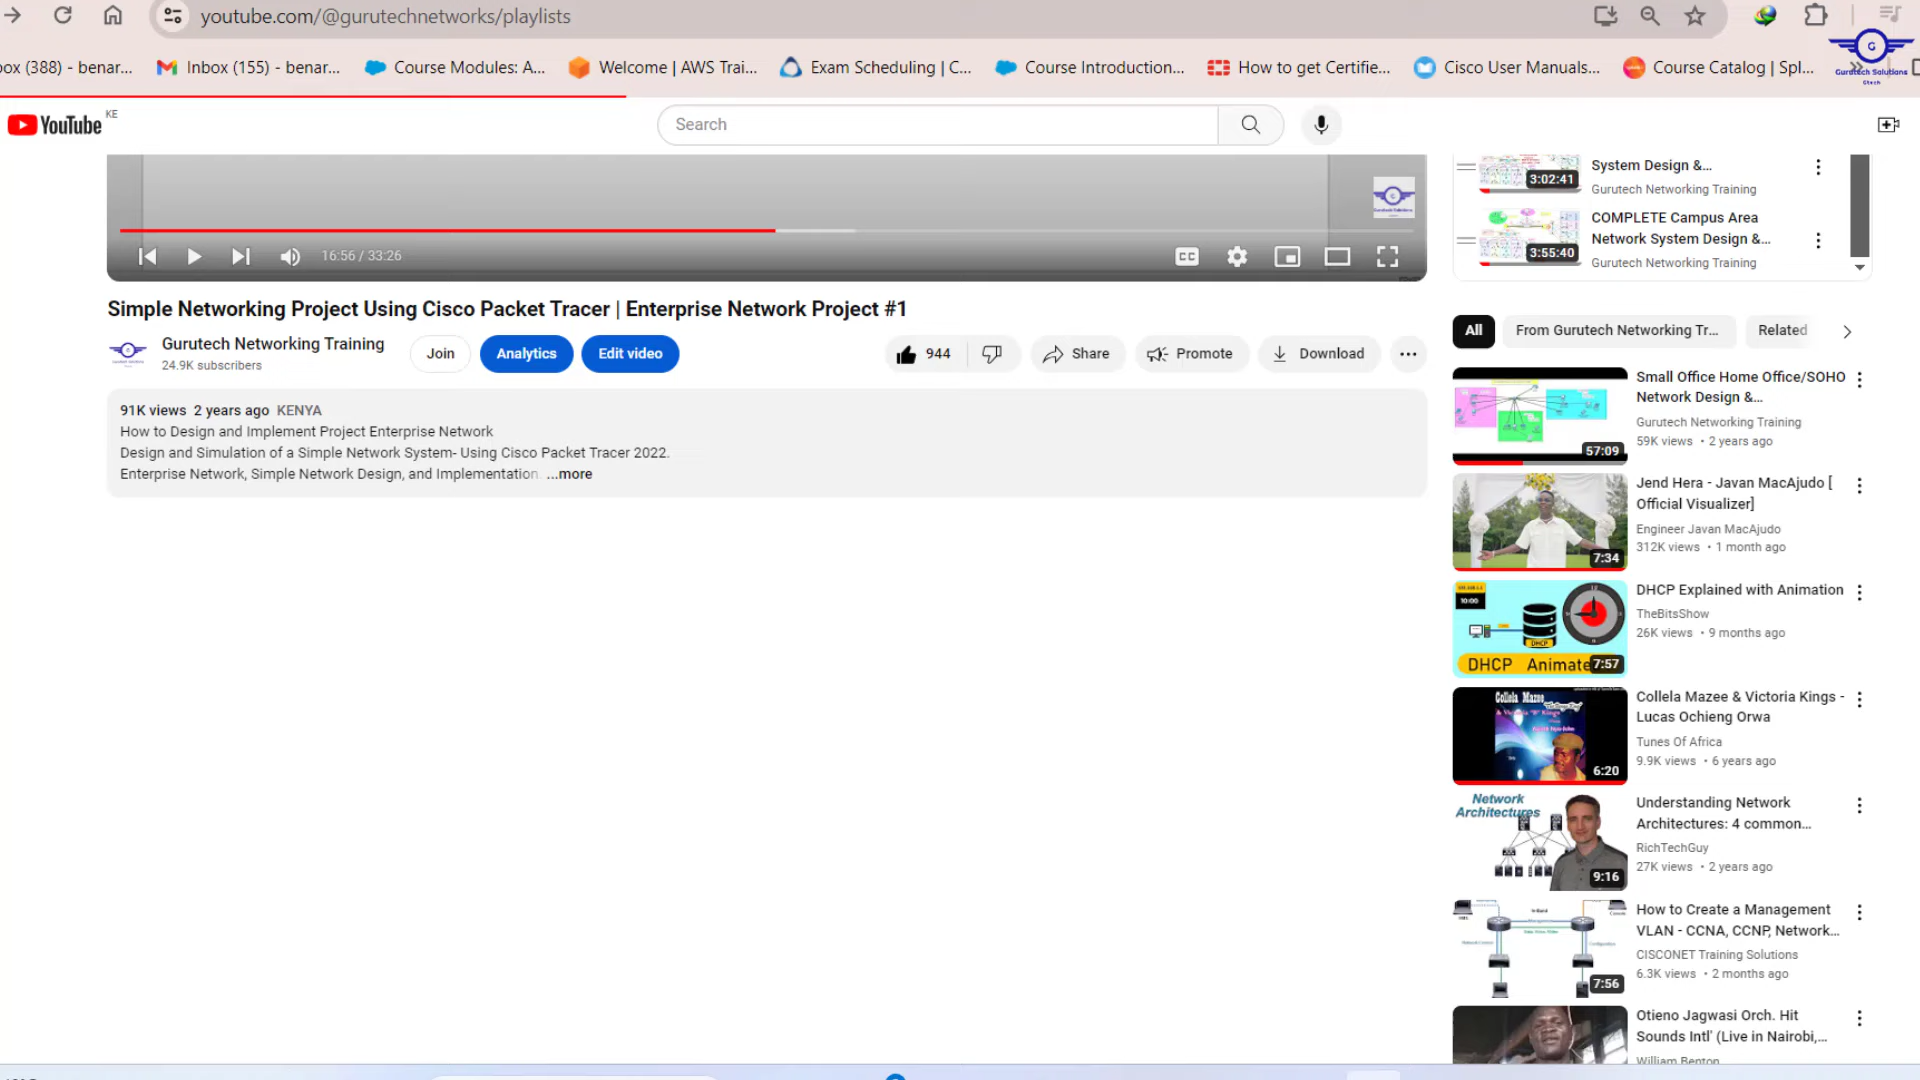 youtube.com/@gurutechnetworks/playlists
ox (388) - benar...
Inbox (155) - benar...
Course Modules: A...
Welcome | AWS Trai...
Exam Scheduling | C...
Course Introduction...
How to get Certifie...
Cisco User Manuals...
Course Catalog | Spl...
G
Gurutech Solutions
Gtech
YouTube
KE
Search
16:56 / 33:26
CC
Simple Networking Project Using Cisco Packet Tracer | Enterprise Network Project #1
Gurutech Networking Training
24.9K subscribers
Join
Analytics
Edit video
944
Share
Promote
Download
91K views 2 years ago KENYA
How to Design and Implement Project Enterprise Network
Design and Simulation of a Simple Network System- Using Cisco Packet Tracer 2022.
Enterprise Network, Simple Network Design, and Implementation. ...more
3:02:41
System Design &...
Gurutech Networking Training
3:55:40
COMPLETE Campus Area
Network System Design &...
Gurutech Networking Training
All
From Gurutech Networking Tr...
Related
57:09
Small Office Home Office/SOHO
Network Design &...
Gurutech Networking Training
59K views • 2 years ago
7:34
Jend Hera - Javan MacAjudo [
Official Visualizer]
Engineer Javan MacAjudo
312K views • 1 month ago
10:00
DHCP
DHCP Animate
7:57
DHCP Explained with Animation
TheBitsShow
26K views • 9 months ago
Collela Mazee
& Victoria Kings
6:20
Collela Mazee & Victoria Kings -
Lucas Ochieng Orwa
Tunes Of Africa
9.9K views • 6 years ago
Network
Architectures
9:16
Understanding Network
Architectures: 4 common...
RichTechGuy
27K views • 2 years ago
7:56
How to Create a Management
VLAN - CCNA, CCNP, Network...
CISCONET Training Solutions
6.3K views • 2 months ago
Otieno Jagwasi Orch. Hit
Sounds Intl' (Live in Nairobi,...
William Benton